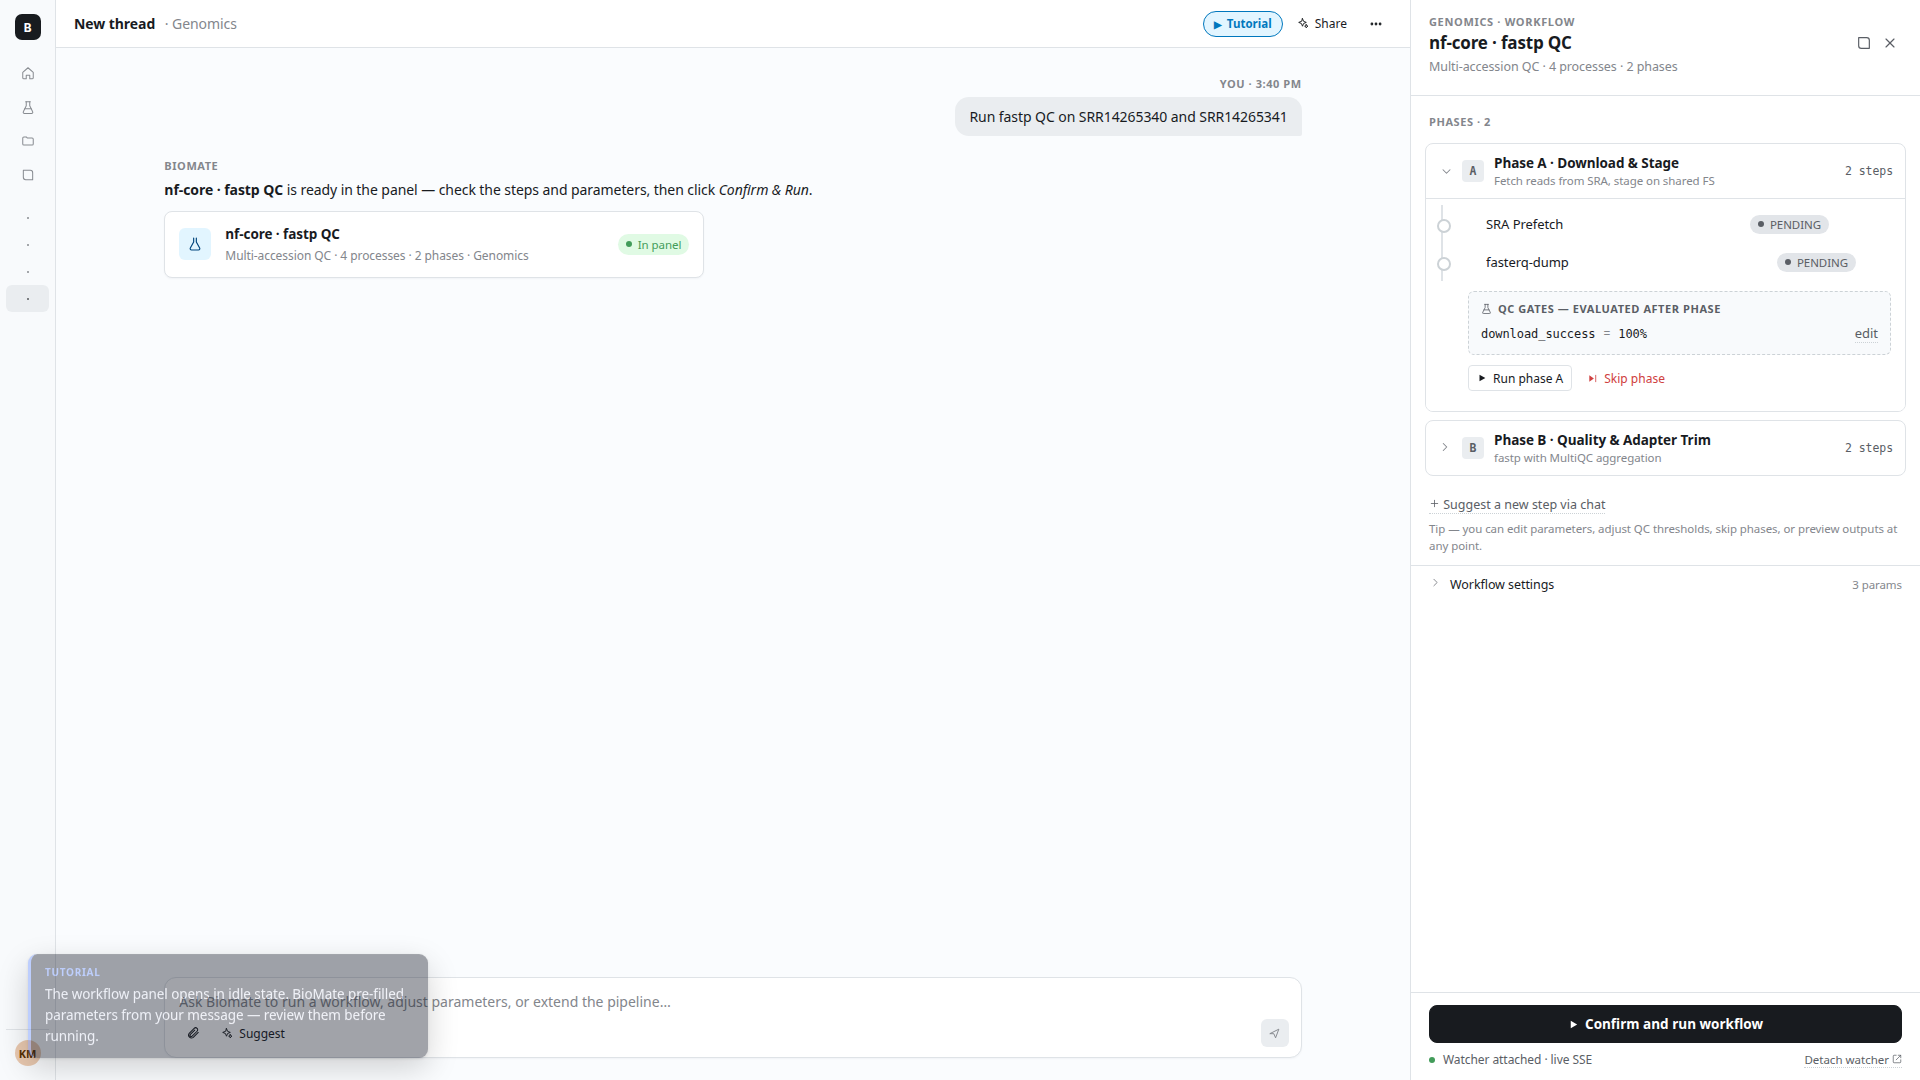 B
New thread · Genomics
▶ Tutorial
Share
YOU · 3:40 PM
Run fastp QC on SRR14265340 and SRR14265341
BIOMATE
nf-core · fastp QC is ready in the panel — check the steps and parameters, then click Confirm & Run.
nf-core · fastp QC
Multi-accession QC · 4 processes · 2 phases · Genomics
In panel
TUTORIAL
The workflow panel opens in idle state. BioMate pre-filled
parameters from your message — review them before
running.
Ask Biomate to run a workflow, adjust parameters, or extend the pipeline...
Suggest
KM
GENOMICS · WORKFLOW
nf-core · fastp QC
Multi-accession QC · 4 processes · 2 phases
PHASES · 2
A
Phase A · Download & Stage
Fetch reads from SRA, stage on shared FS
2 steps
SRA Prefetch
PENDING
fasterq-dump
PENDING
QC GATES — EVALUATED AFTER PHASE
download_success = 100%
edit
Run phase A
Skip phase
B
Phase B · Quality & Adapter Trim
fastp with MultiQC aggregation
2 steps
+ Suggest a new step via chat
Tip — you can edit parameters, adjust QC thresholds, skip phases, or preview outputs at
any point.
Workflow settings
3 params
Confirm and run workflow
Watcher attached · live SSE
Detach watcher